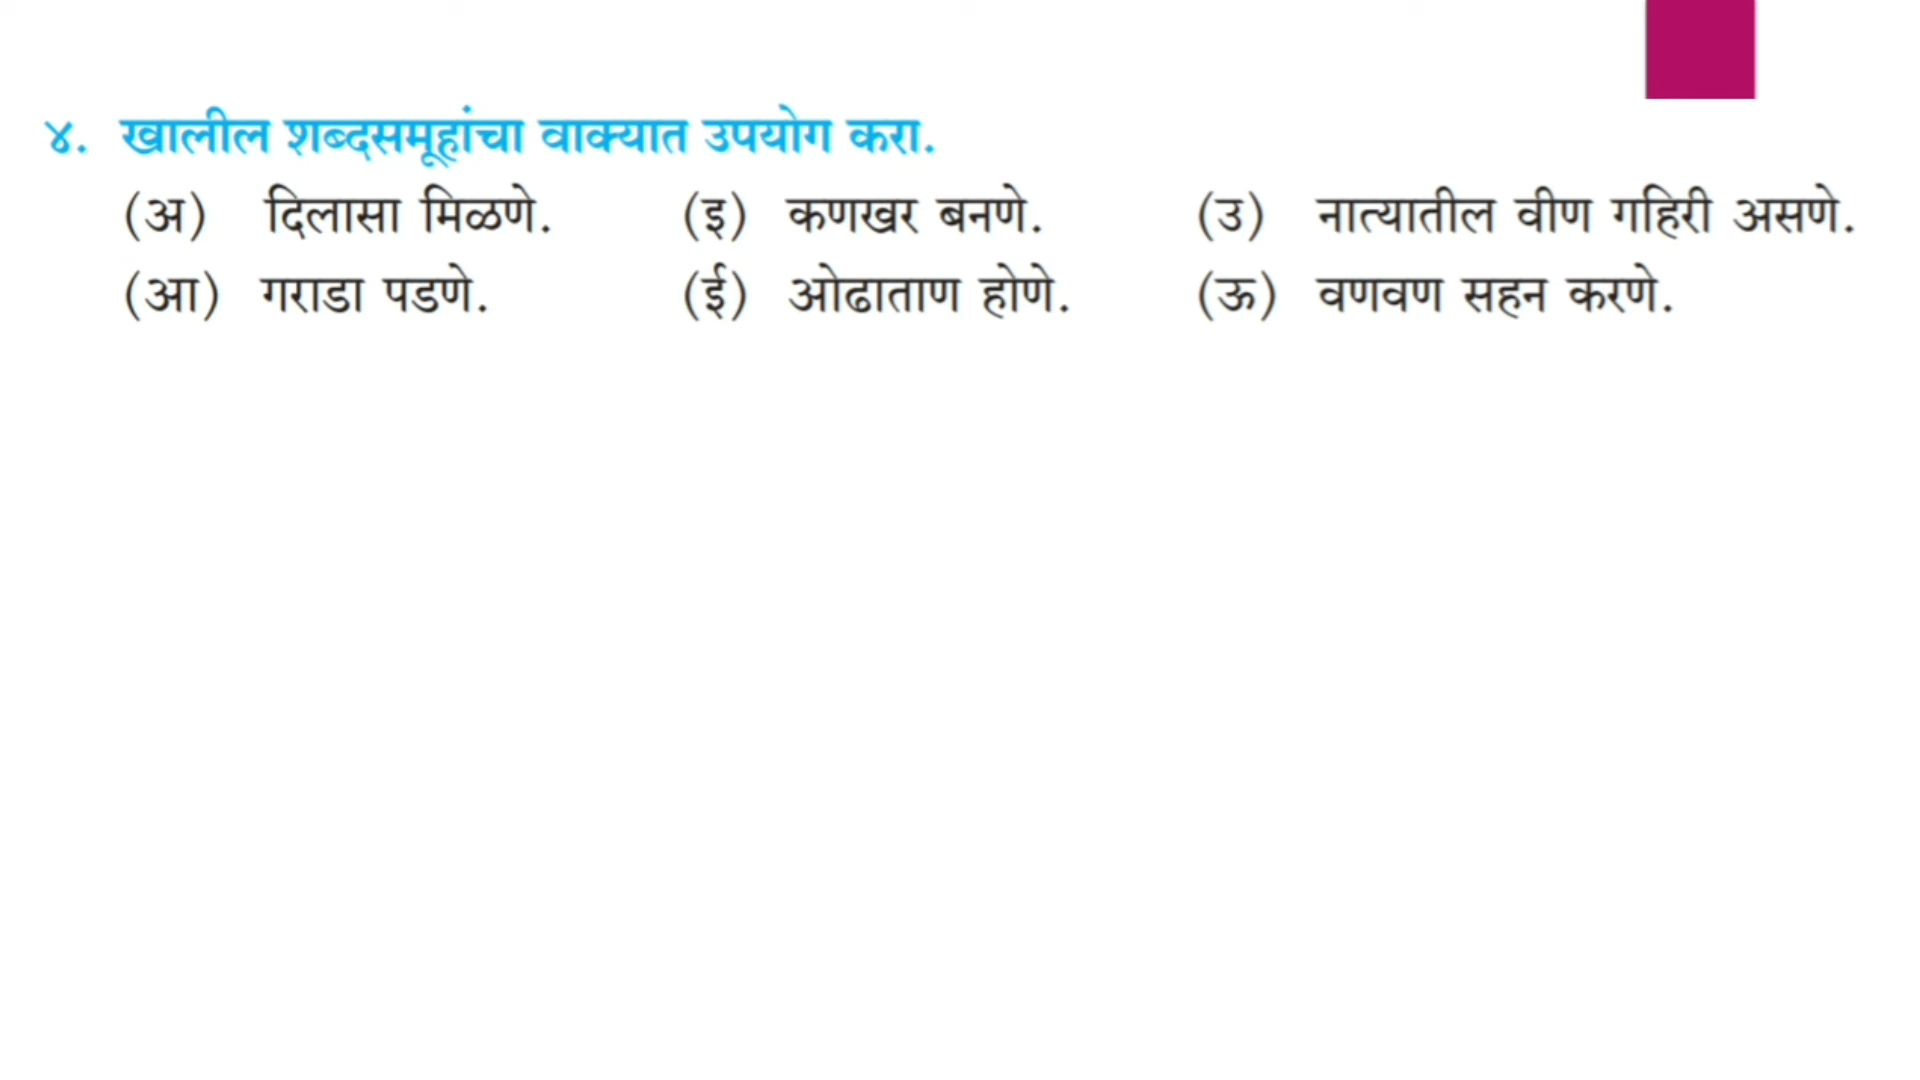 ४. खालील शब्दसमूहांचा वाक्यात उपयोग करा.
(अ) दिलासा मिळणे. (इ) कणखर बनणे. (उ) नात्यातील वीण गहिरी असणे.
(आ) गराडा पडणे. (ई) ओढाताण होणे. (ऊ) वणवण सहन करणे.